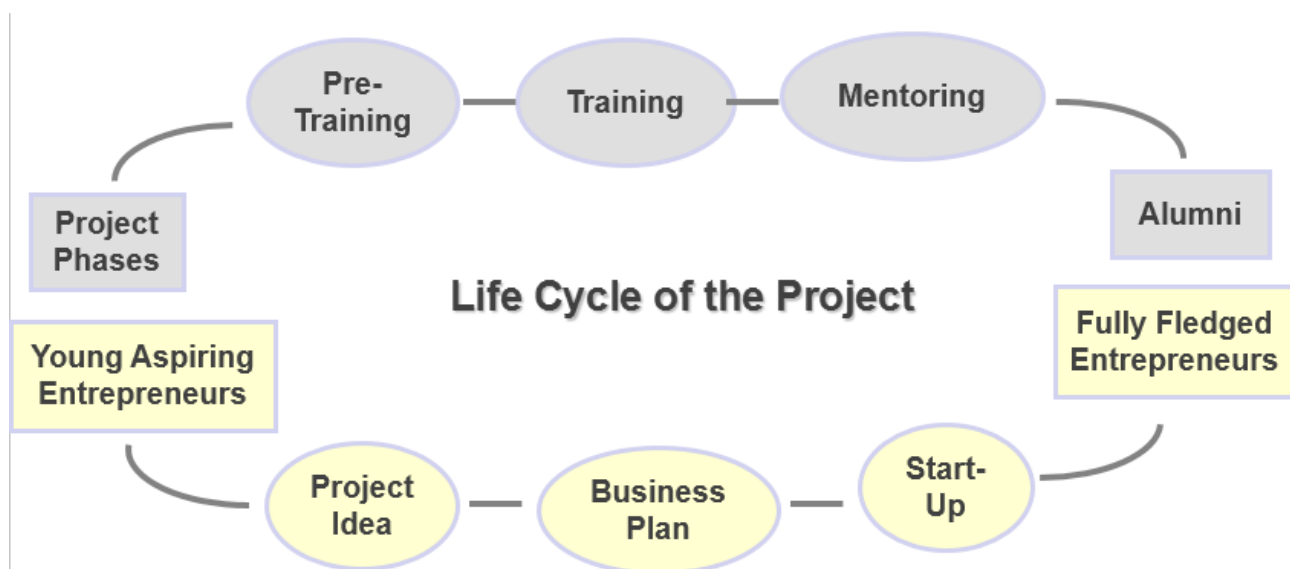 Pre-
Training
Training
Mentoring
Project
Phases
Alumni
Life Cycle of the Project
Young Aspiring
Entrepreneurs
Fully Fledged
Entrepreneurs
Project
Idea
Business
Plan
Start-
Up